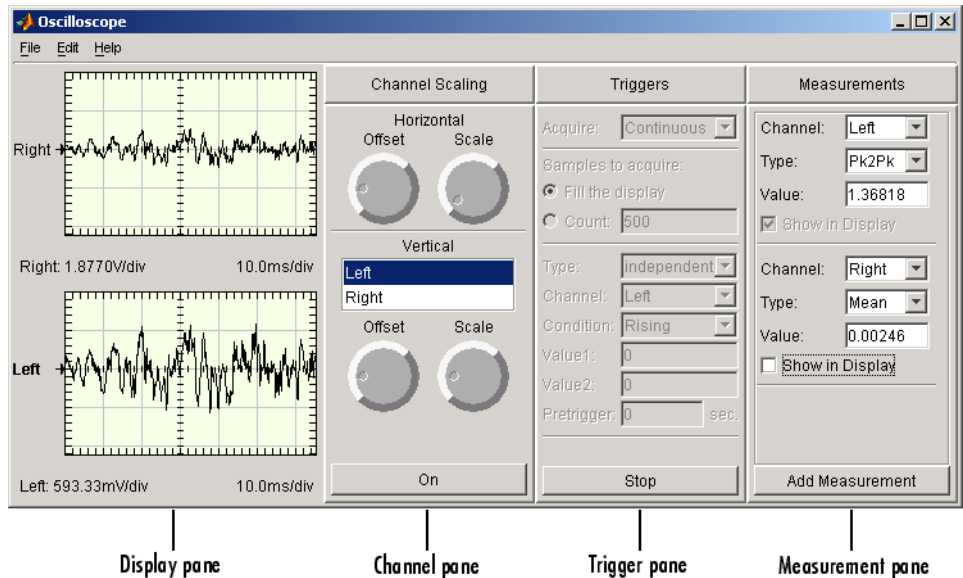 Oscilloscope
File Edit Help
Right
Right: 1.8770V/div 10.0ms/div
Left
Left: 593.33mV/div 10.0ms/div
Channel Scaling
Horizontal
Offset Scale
Vertical
Left
Right
Offset Scale
On
Triggers
Acquire: Continuous
Samples to acquire:
Fill the display
Count: 500
Type: independent
Channel: Left
Condition: Rising
Value1: 0
Value2: 0
Pretrigger: 0 sec.
Stop
Measurements
Channel: Left
Type: Pk2Pk
Value: 1.36818
Show in Display
Channel: Right
Type: Mean
Value: 0.00246
Show in Display
Add Measurement
Display pane Channel pane Trigger pane Measurement pane